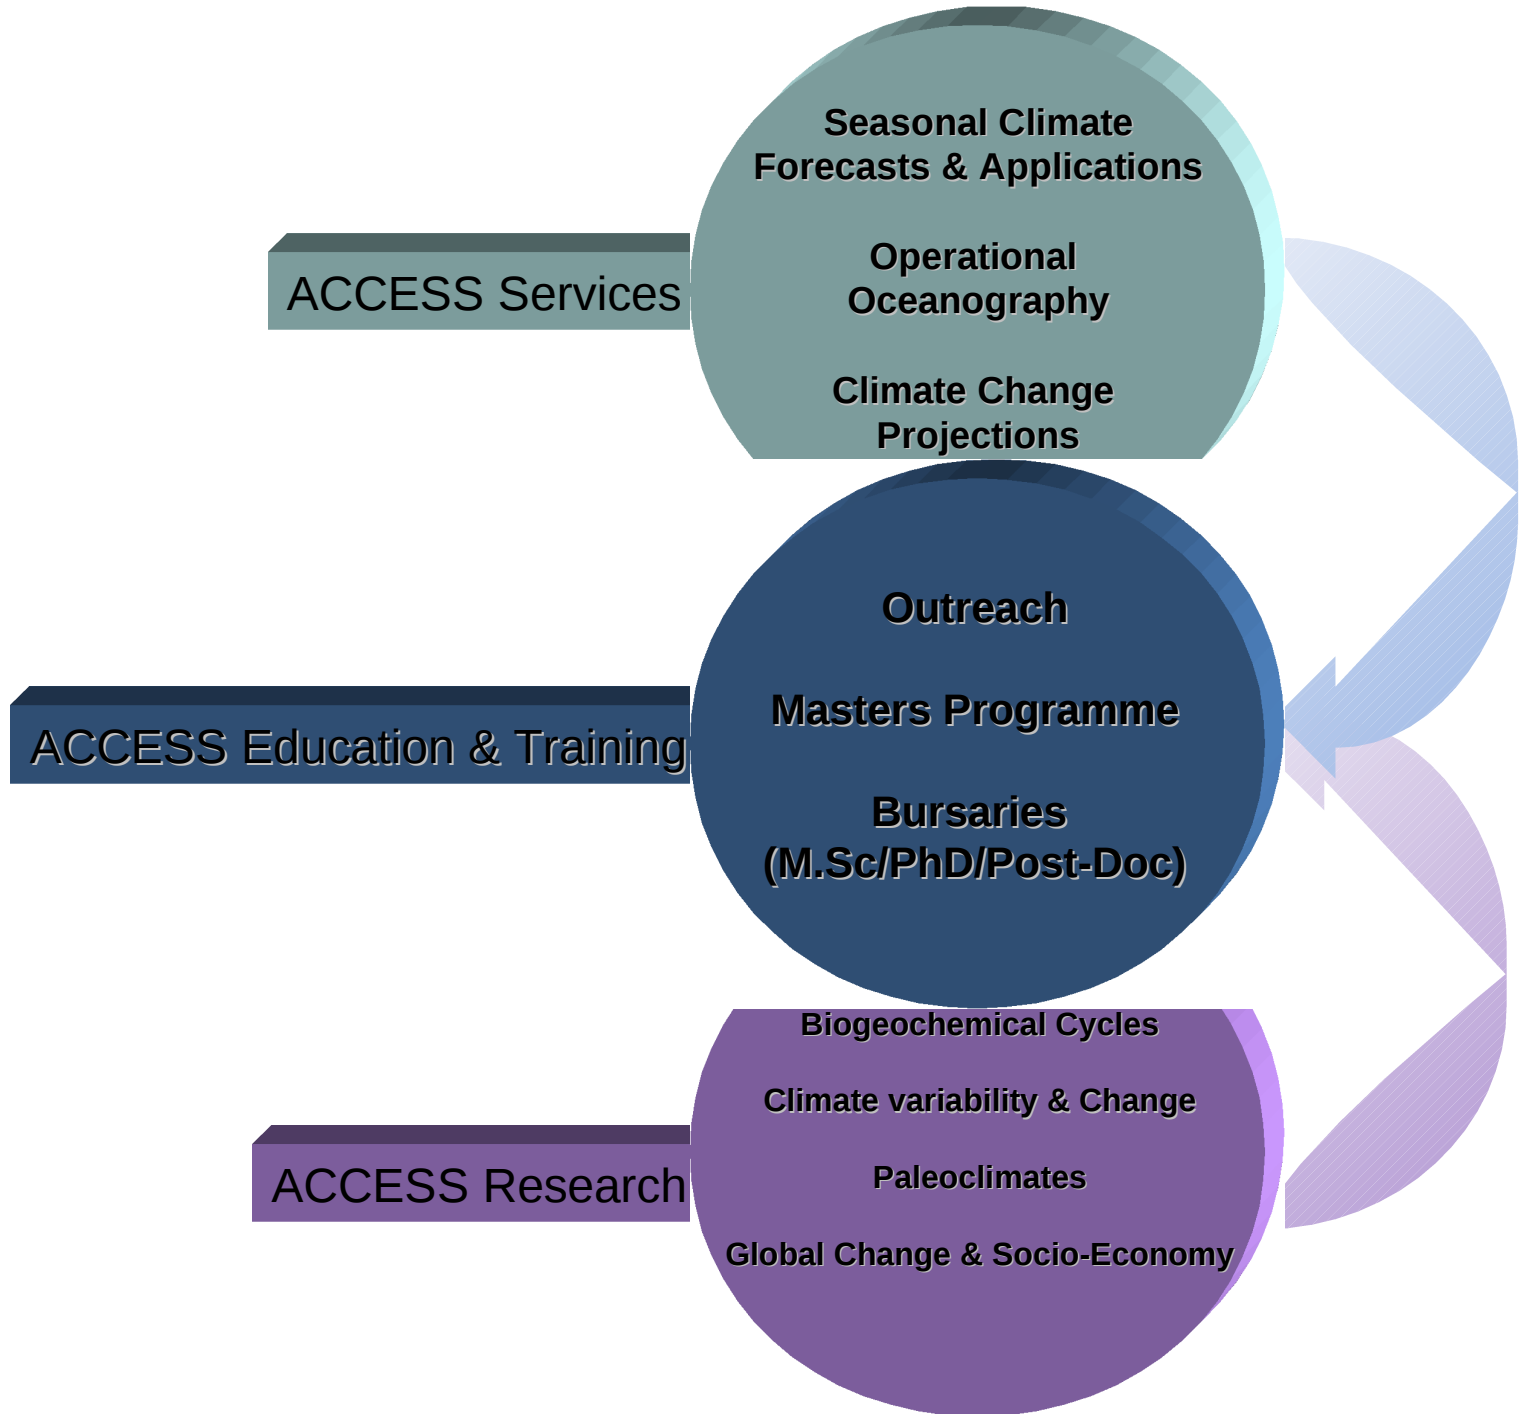 Seasonal Climate
Forecasts & Applications
Operational
Oceanography
Climate Change
Projections
ACCESS Services
Outreach
Masters Programme
Bursaries
(M.Sc/PhD/Post-Doc)
ACCESS Education & Training
Biogeochemical Cycles
Climate variability & Change
Paleoclimates
Global Change & Socio-Economy
ACCESS Research